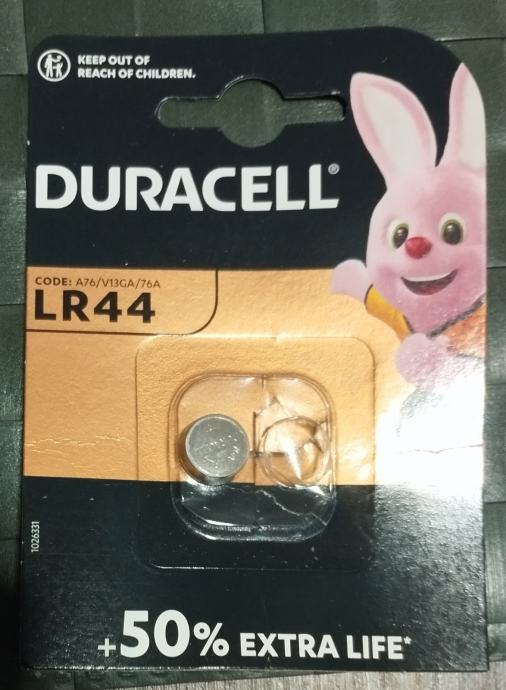 KEEP OUT OF
REACH OF CHILDREN.
DURACELL®
CODE: A76/V13GA/76A
LR44
1026331
+50% EXTRA LIFE*